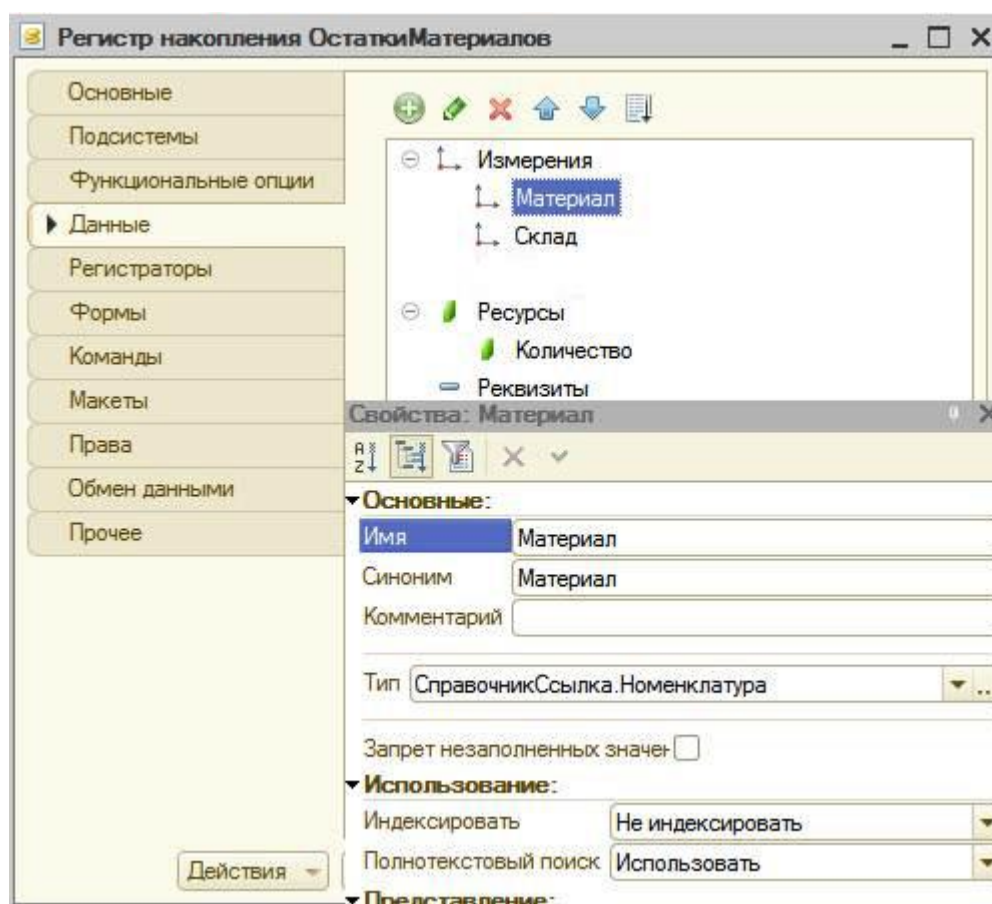 Регистр накопления ОстаткиМатериалов
Основные
Подсистемы
Функциональные опции
Данные
Регистраторы
Формы
Команды
Макеты
Права
Обмен данными
Прочее
Действия
Измерения
Материал
Склад
Ресурсы
Количество
Реквизиты
Свойства: Материал
Основные:
Имя Материал
Синоним Материал
Комментарий
Тип СправочникСсылка.Номенклатура ...
Запрет незаполненных значен
Использование:
Индексировать Не индексировать
Полнотекстовый поиск Использовать
Представление: